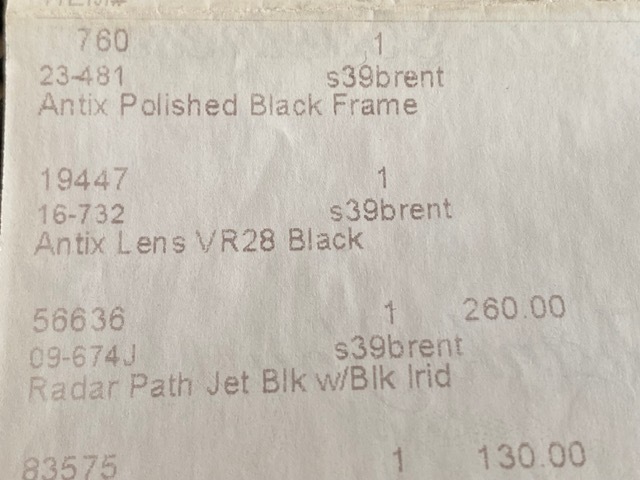 760 1
23-481 s39brent
Antix Polished Black Frame
19447 1
16-732 s39brent
Antix Lens VR28 Black
56636 1 260.00
09-674J s39brent
Radar Path Jet Blk w/Blk Irid
83575 1 130.00